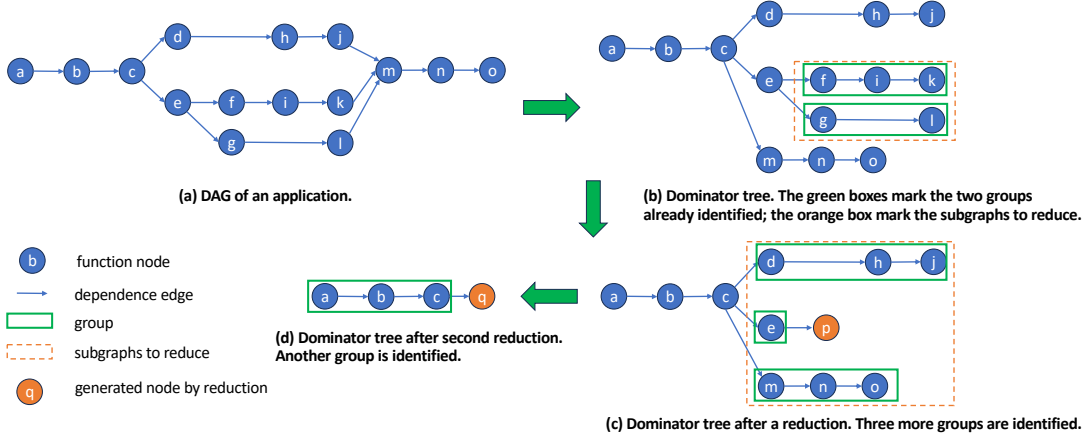 d
h
j
a
b
c
m
n
o
e
f
i
k
g
l
(a) DAG of an application.
d
h
j
a
b
c
e
f
i
k
g
l
m
n
o
(b) Dominator tree. The green boxes mark the two groups
already identified; the orange box mark the subgraphs to reduce.
b
function node
dependence edge
group
subgraphs to reduce
q
generated node by reduction
a
b
c
q
(d) Dominator tree after second reduction.
Another group is identified.
d
h
j
a
b
c
e
p
m
n
o
(c) Dominator tree after a reduction. Three more groups are identified.